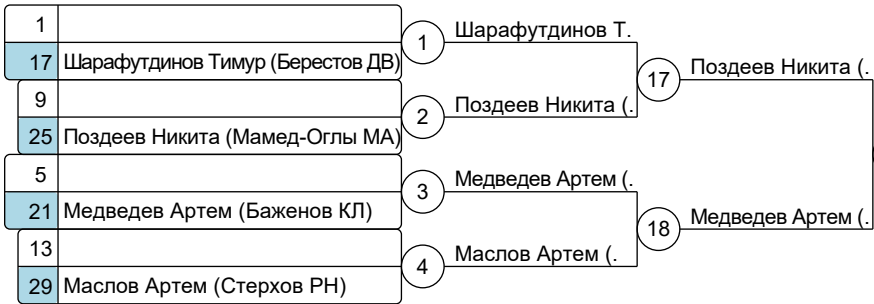 1
Шарафутдинов Т.
17 Шарафутдинов Тимур (Берестов ДВ)
1
Поздеев Никита (.
9
17
Поздеев Никита (.
25 Поздеев Никита (Мамед-Оглы МА)
2
5
Медведев Артем (.
21 Медведев Артем (Баженов КЛ)
3
Медведев Артем (.
13
18
Маслов Артем (.
29 Маслов Артем (Стерхов РН)
4